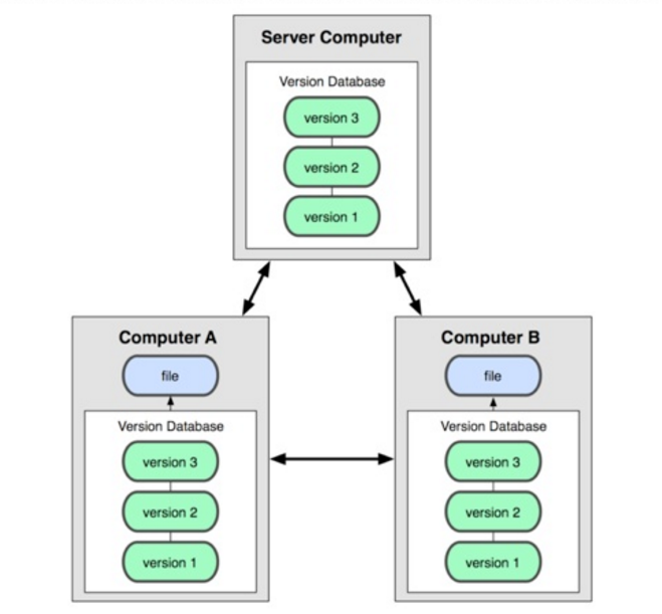 Server Computer
Version Database
version 3
version 2
version 1
Computer A
file
Version Database
version 3
version 2
version 1
Computer B
file
Version Database
version 3
version 2
version 1